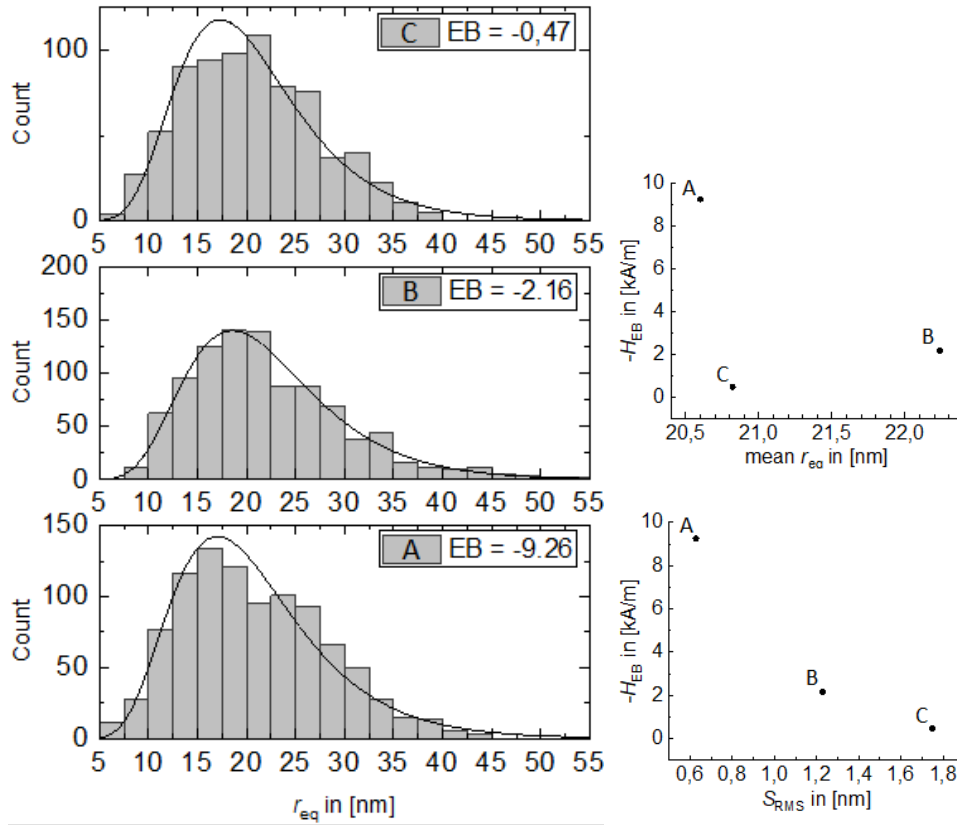 C EB = -0,47
100
0
Count
5 10 15 20 25 30 35 40 45 50 55
B EB = -2.16
200
150
100
50
0
Count
5 10 15 20 25 30 35 40 45 50 55
A EB = -9.26
150
100
50
0
Count
5 10 15 20 25 30 35 40 45 50 55
req in [nm]
10
8
6
4
2
0
-HEB in [kA/m]
A
B
C
20,5 21,0 21,5 22,0
mean req in [nm]
10
8
6
4
2
0
-HEB in [kA/m]
A
B
C
0,6 0,8 1,0 1,2 1,4 1,6 1,8
SRMS in [nm]